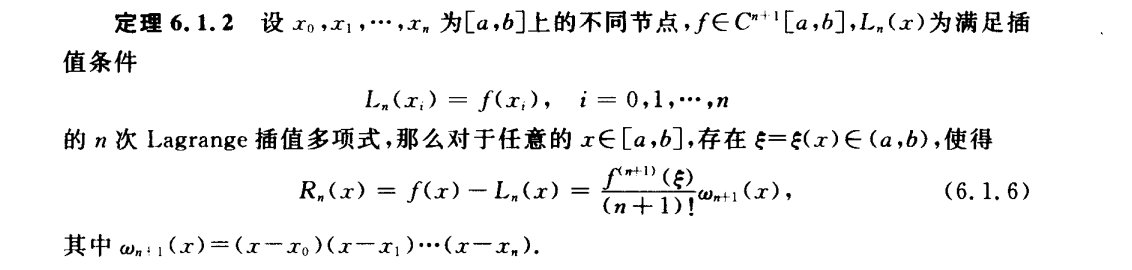 定理 6.1.2 设 x₀,x₁,⋯,xₙ 为[a,b]上的不同节点,f∈Cⁿ⁺¹[a,b],Lₙ(x)为满足插
值条件
Lₙ(xᵢ) = f(xᵢ), i = 0,1,⋯,n
的 n 次 Lagrange 插值多项式,那么对于任意的 x∈[a,b],存在 ξ=ξ(x)∈(a,b),使得
Rₙ(x) = f(x) − Lₙ(x) = f⁽ⁿ⁺¹⁾(ξ)/(n+1)! ωₙ₊₁(x), (6.1.6)
其中 ωₙ₊₁(x)=(x−x₀)(x−x₁)⋯(x−xₙ).